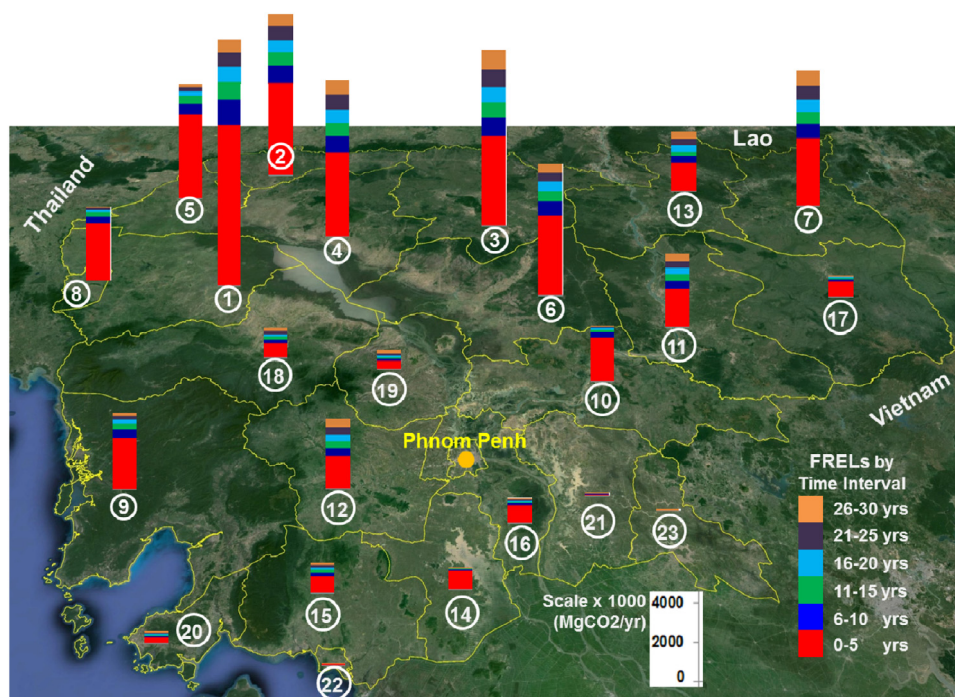 Lao
Thailand
2
5
4
3
13
7
8
1
6
17
11
18
19
10
Vietnam
Phnom Penh
9
12
16
21
23
15
14
20
22
Scale x 1000
(MgCO2/yr)
4000
2000
0
FRELs by
Time Interval
26-30 yrs
21-25 yrs
16-20 yrs
11-15 yrs
6-10 yrs
0-5 yrs